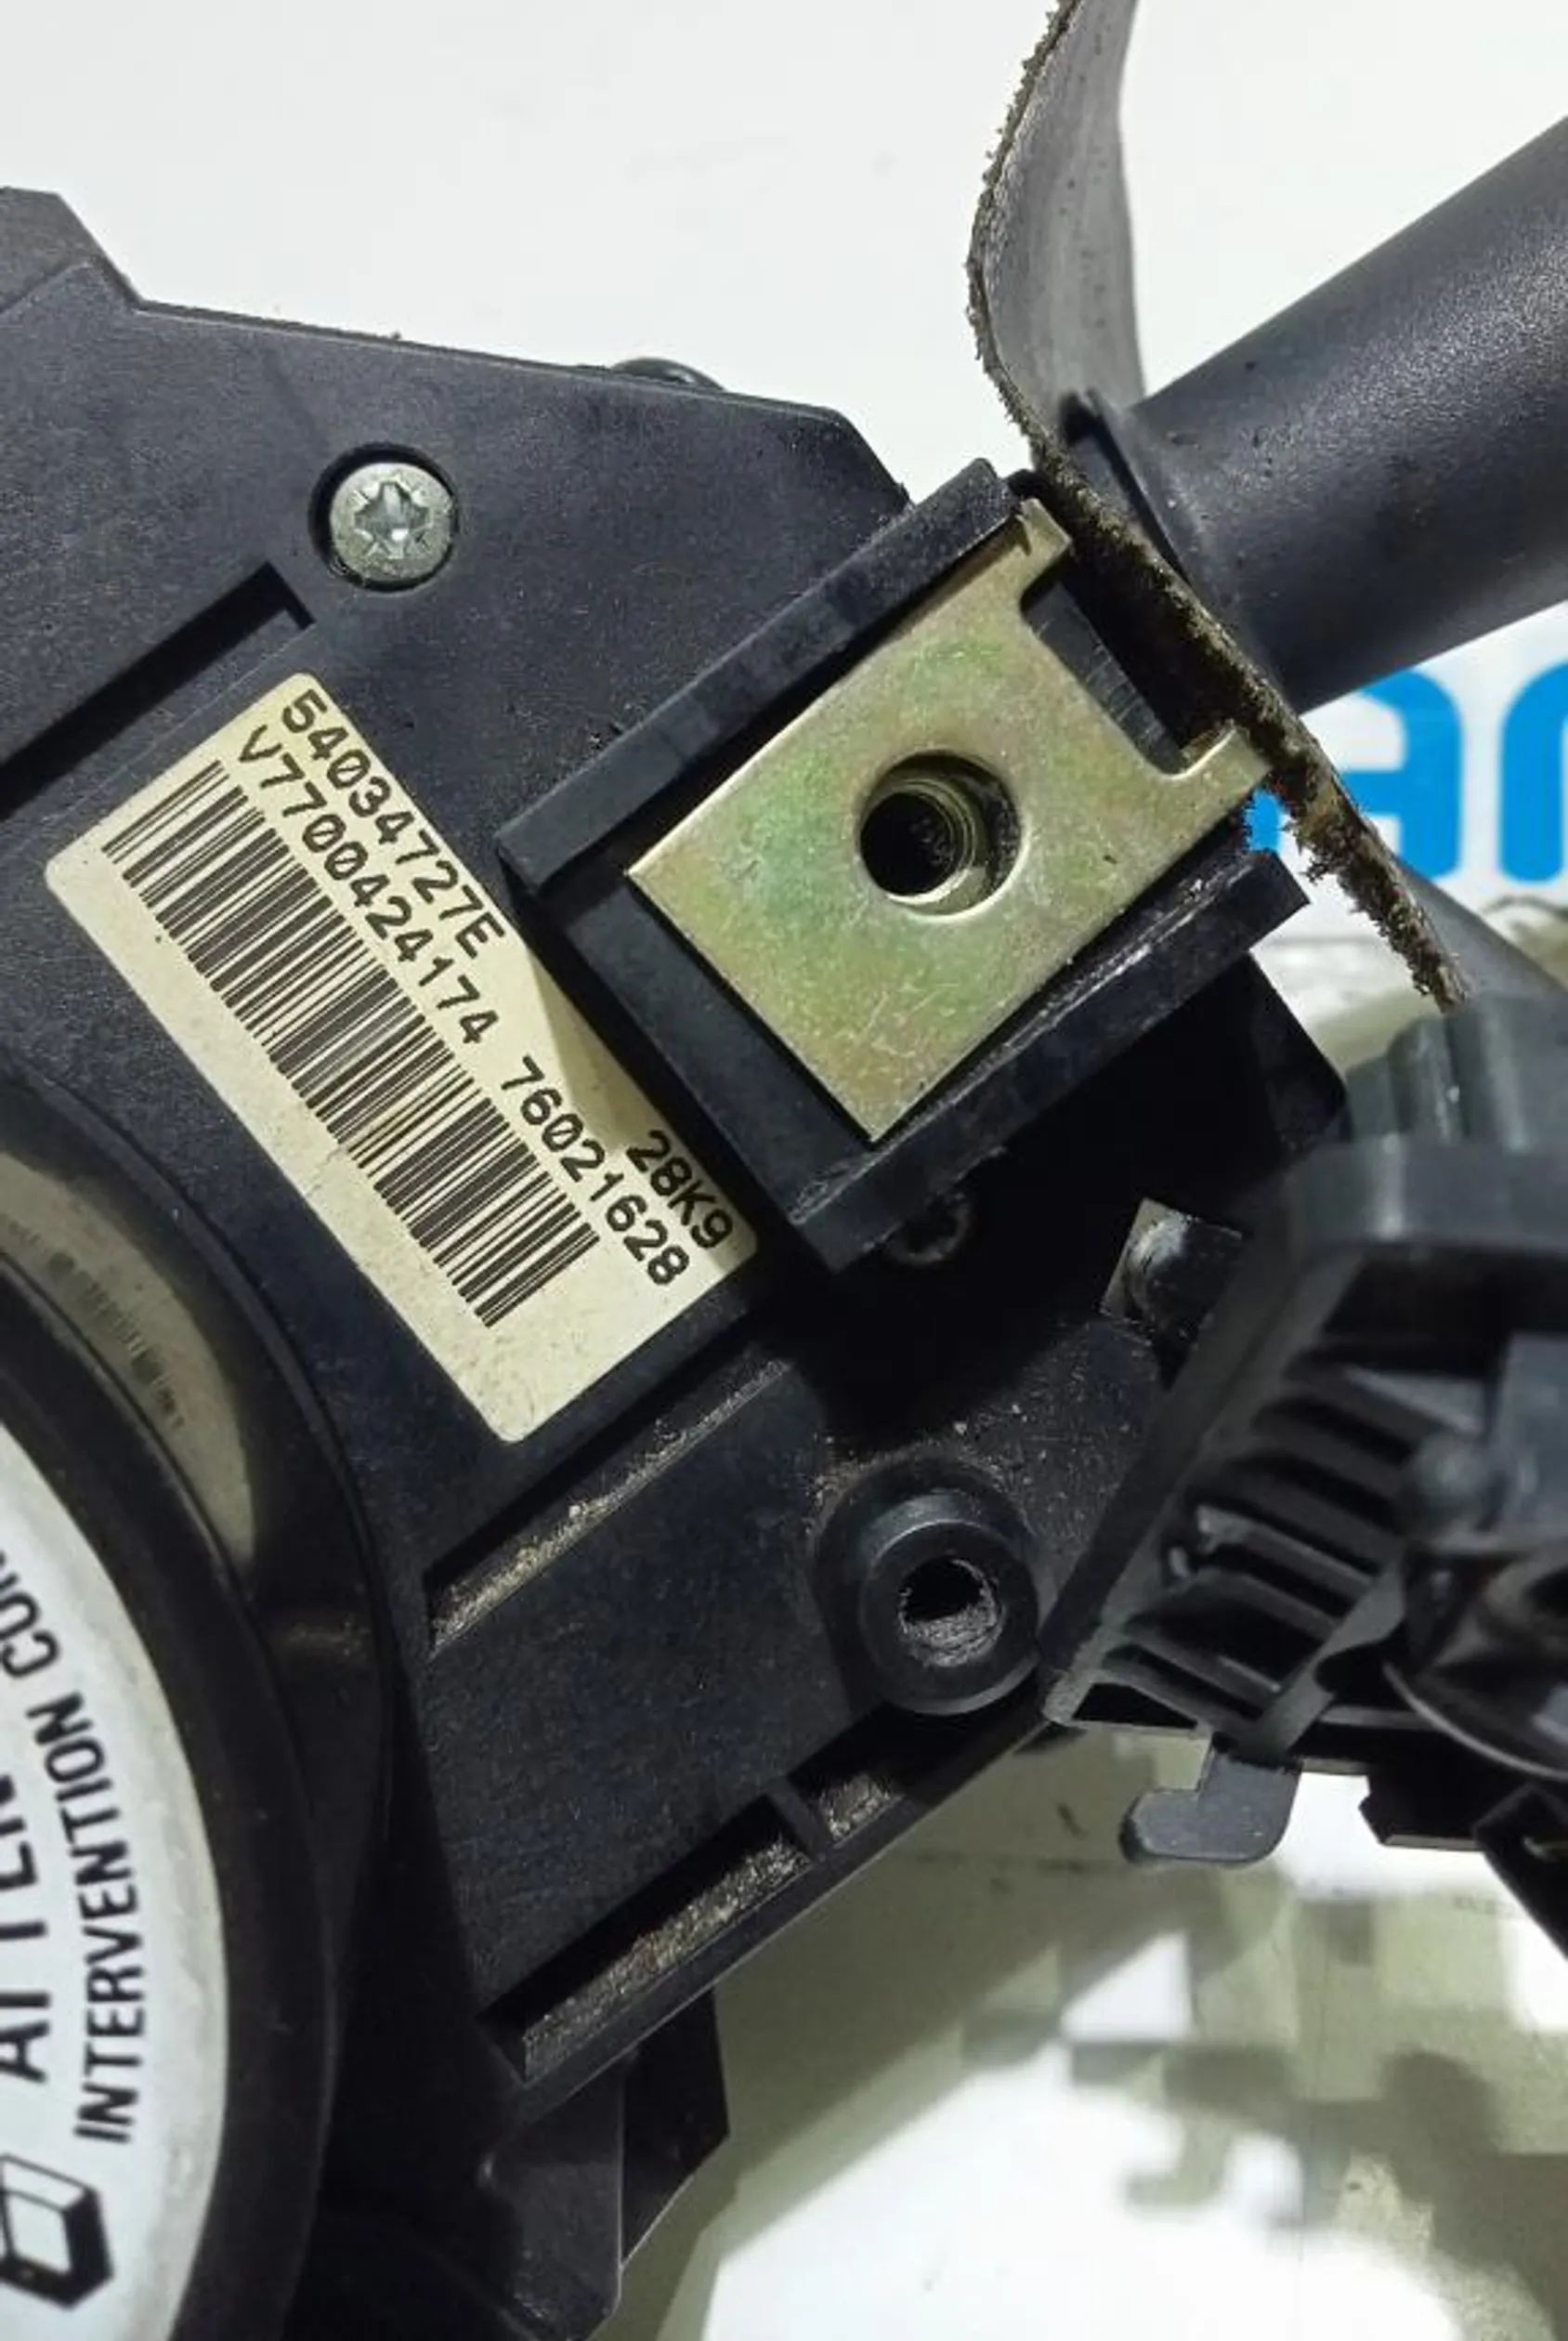 54034727E
V7700424174 76021628
28K9
INTERVENTION